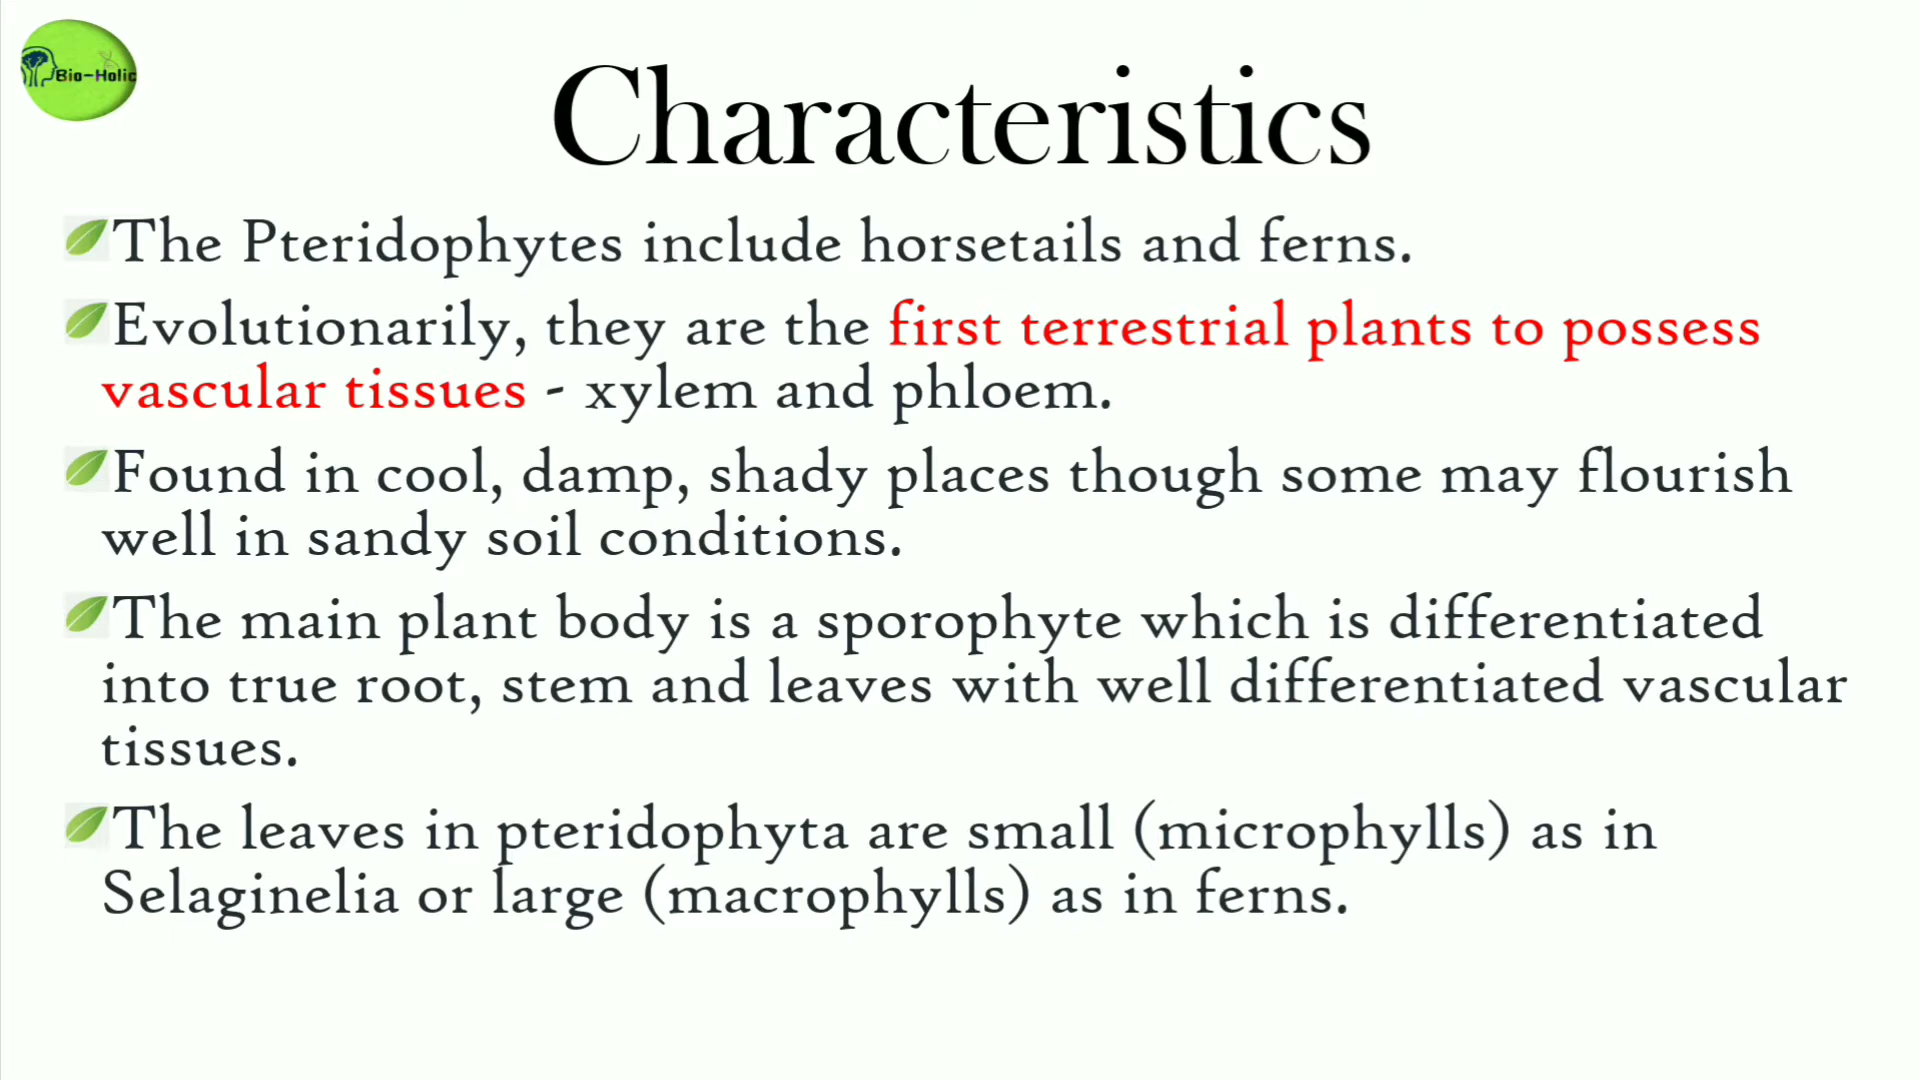 Bio-Holic
Characteristics
The Pteridophytes include horsetails and ferns.
Evolutionarily, they are the first terrestrial plants to possess
vascular tissues - xylem and phloem.
Found in cool, damp, shady places though some may flourish
well in sandy soil conditions.
The main plant body is a sporophyte which is differentiated
into true root, stem and leaves with well differentiated vascular
tissues.
The leaves in pteridophyta are small (microphylls) as in
Selaginelia or large (macrophylls) as in ferns.